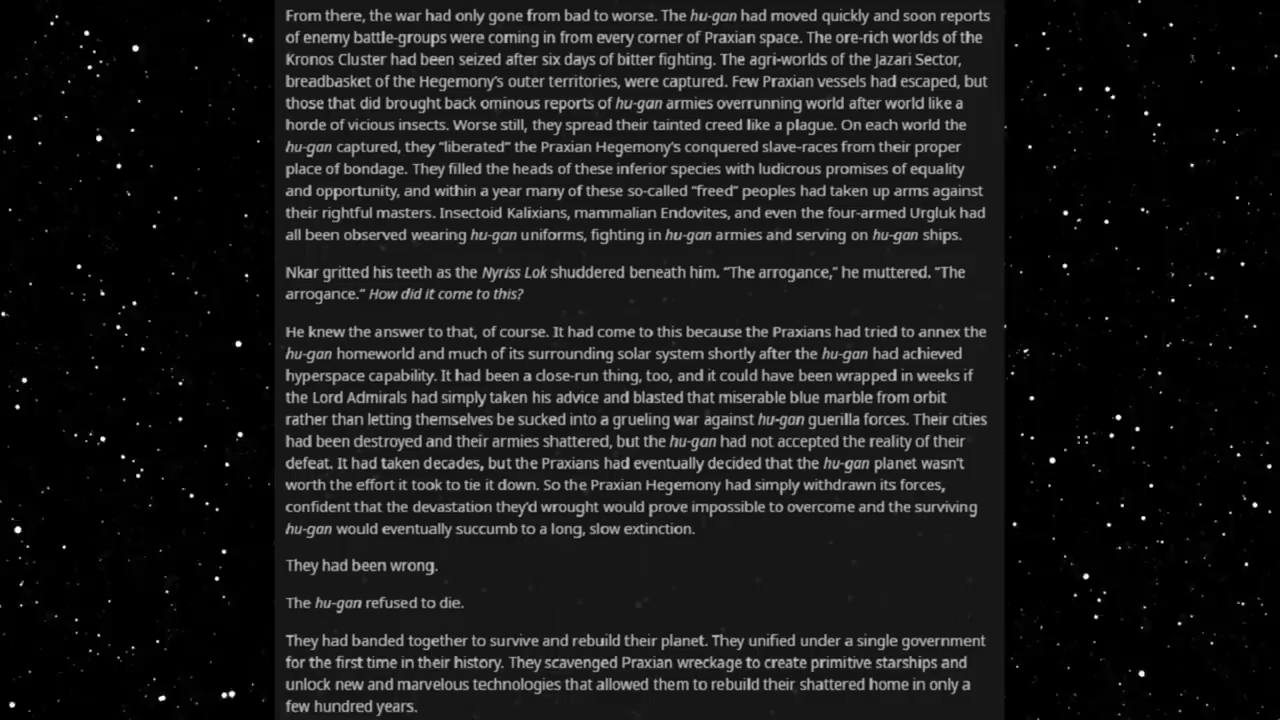 From there, the war had only gone from bad to worse. The hu-gan had moved quickly and soon reports
of enemy battle-groups were coming in from every corner of Praxian space. The ore-rich worlds of the
Kronos Cluster had been seized after six days of bitter fighting. The agri-worlds of the Jazari Sector,
breadbasket of the Hegemony's outer territories, were captured. Few Praxian vessels had escaped, but
those that did brought back ominous reports of hu-gan armies overrunning world after world like a
horde of vicious insects. Worse still, they spread their tainted creed like a plague. On each world the
hu-gan captured, they “liberated” the Praxian Hegemony's conquered slave-races from their proper
place of bondage. They filled the heads of these inferior species with ludicrous promises of equality
and opportunity, and within a year many of these so-called “freed” peoples had taken up arms against
their rightful masters. Insectoid Kalixians, mammalian Endovites, and even the four-armed Urgluk had
all been observed wearing hu-gan uniforms, fighting in hu-gan armies and serving on hu-gan ships.
Nkar gritted his teeth as the Nyriss Lok shuddered beneath him. “The arrogance,” he muttered. “The
arrogance.” How did it come to this?
He knew the answer to that, of course. It had come to this because the Praxians had tried to annex the
hu-gan homeworld and much of its surrounding solar system shortly after the hu-gan had achieved
hyperspace capability. It had been a close-run thing, too, and it could have been wrapped in weeks if
the Lord Admirals had simply taken his advice and blasted that miserable blue marble from orbit
rather than letting themselves be sucked into a grueling war against hu-gan guerilla forces. Their cities
had been destroyed and their armies shattered, but the hu-gan had not accepted the reality of their
defeat. It had taken decades, but the Praxians had eventually decided that the hu-gan planet wasn't
worth the effort it took to tie it down. So the Praxian Hegemony had simply withdrawn its forces,
confident that the devastation they'd wrought would prove impossible to overcome and the surviving
hu-gan would eventually succumb to a long, slow extinction.
They had been wrong.
The hu-gan refused to die.
They had banded together to survive and rebuild their planet. They unified under a single government
for the first time in their history. They scavenged Praxian wreckage to create primitive starships and
unlock new and marvelous technologies that allowed them to rebuild their shattered home in only a
few hundred years.